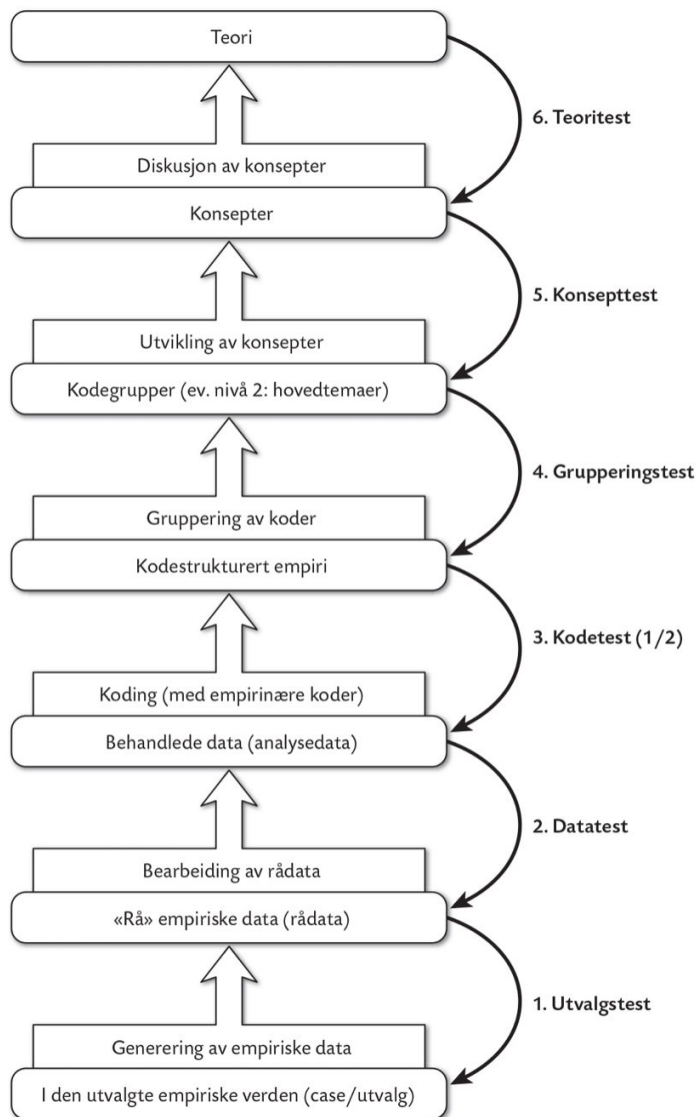 Teori
6. Teoritest
Diskusjon av konsepter
Konsepter
5. Konsepttest
Utvikling av konsepter
Kodegrupper (ev. nivå 2: hovedtemaer)
4. Grupperingstest
Gruppering av koder
Kodestrukturert empiri
3. Kodetest (1/2)
Koding (med empirinære koder)
Behandlede data (analysedata)
2. Datatest
Bearbeiding av rådata
«Rå» empiriske data (rådata)
1. Utvalgstest
Generering av empiriske data
I den utvalgte empiriske verden (case/utvalg)